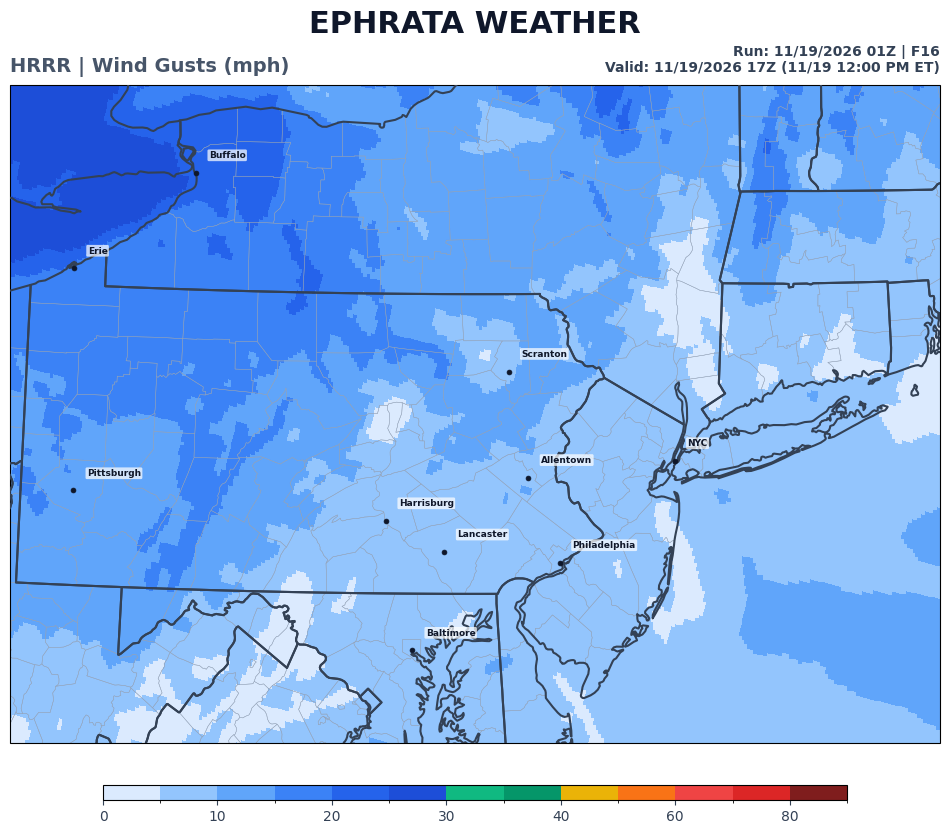 EPHRATA WEATHER
HRRR | Wind Gusts (mph)
Run: 11/19/2026 01Z | F16
Valid: 11/19/2026 17Z (11/19 12:00 PM ET)
Buffalo
Erie
Scranton
NYC
Allentown
Pittsburgh
Harrisburg
Lancaster
Philadelphia
Baltimore
0 10 20 30 40 50 60 70 80